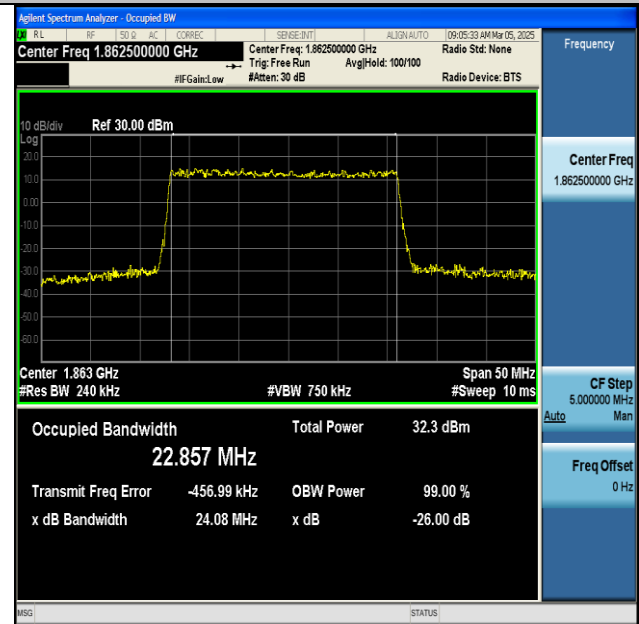 Agilent Spectrum Analyzer - Occupied BW
RL RF 50 Ω AC CORREC SENSE:INT ALIGN AUTO 09:05:33 AM Mar 05, 2025
Center Freq 1.862500000 GHz Center Freq: 1.862500000 GHz Radio Std: None Frequency
Trig: Free Run Avg|Hold: 100/100
#IFGain:Low #Atten: 30 dB Radio Device: BTS
10 dB/div Ref 30.00 dBm
Log
20.0
10.0
0.00
-10.0
-20.0
-30.0
-40.0
-50.0
-60.0
Center Freq
1.862500000 GHz
Center 1.863 GHz Span 50 MHz
#Res BW 240 kHz #VBW 750 kHz #Sweep 10 ms
CF Step
5.000000 MHz
Auto Man
Occupied Bandwidth Total Power 32.3 dBm
22.857 MHz
Transmit Freq Error -456.99 kHz OBW Power 99.00 %
x dB Bandwidth 24.08 MHz x dB -26.00 dB
Freq Offset
0 Hz
MSG STATUS